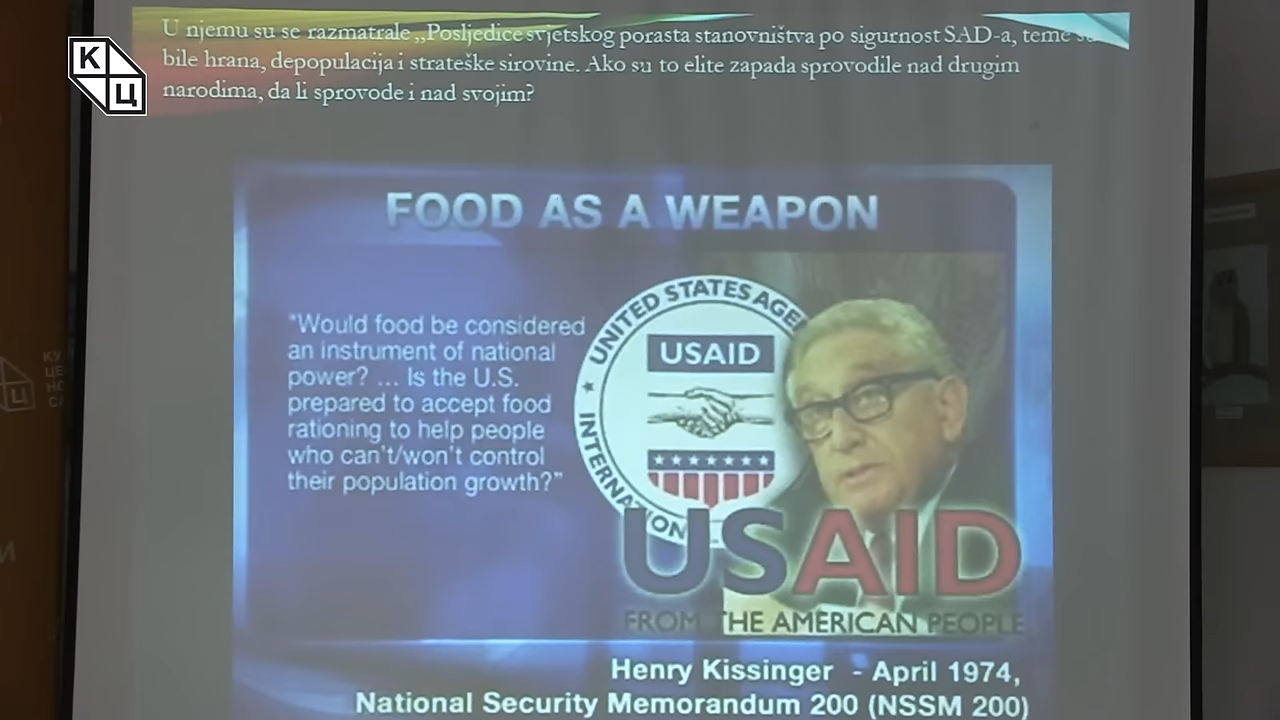 U njemu su se razmatrale „Posljedice svjetskog porasta stanovništva po sigurnost SAD-a, teme su
bile hrana, depopulacija i strateške sirovine. Ako su to elite zapada sprovodile nad drugim
narodima, da li sprovode i nad svojim?
К
Ц
FOOD AS A WEAPON
"Would food be considered
an instrument of national
power? ... Is the U.S.
prepared to accept food
rationing to help people
who can't/won't control
their population growth?"
UNITED STATES AGE
USAID
★ INTERNATION
USAID
FROM THE AMERICAN PEOPLE
Henry Kissinger - April 1974,
National Security Memorandum 200 (NSSM 200)